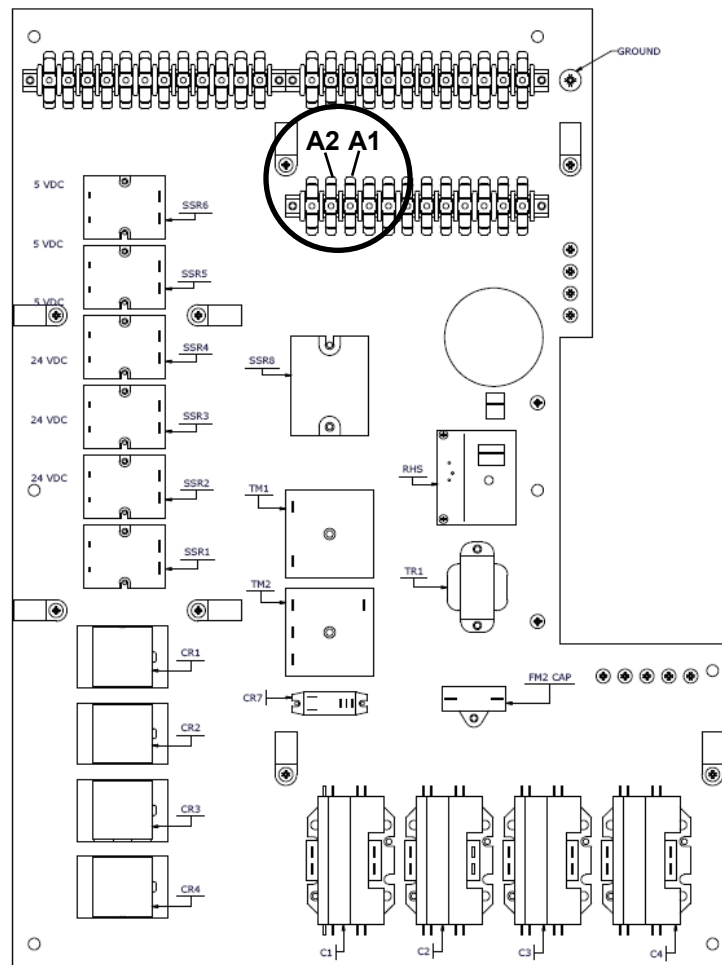 GROUND
A2 A1
5 VDC
SSR6
5 VDC
SSR5
5 VDC
SSR4
24 VDC
SSR8
SSR3
24 VDC
RHS
24 VDC
SSR2
TM1
SSR1
TR1
TM2
CR1
FM2 CAP
CR7
CR2
CR3
CR4
C1
C2
C3
C4